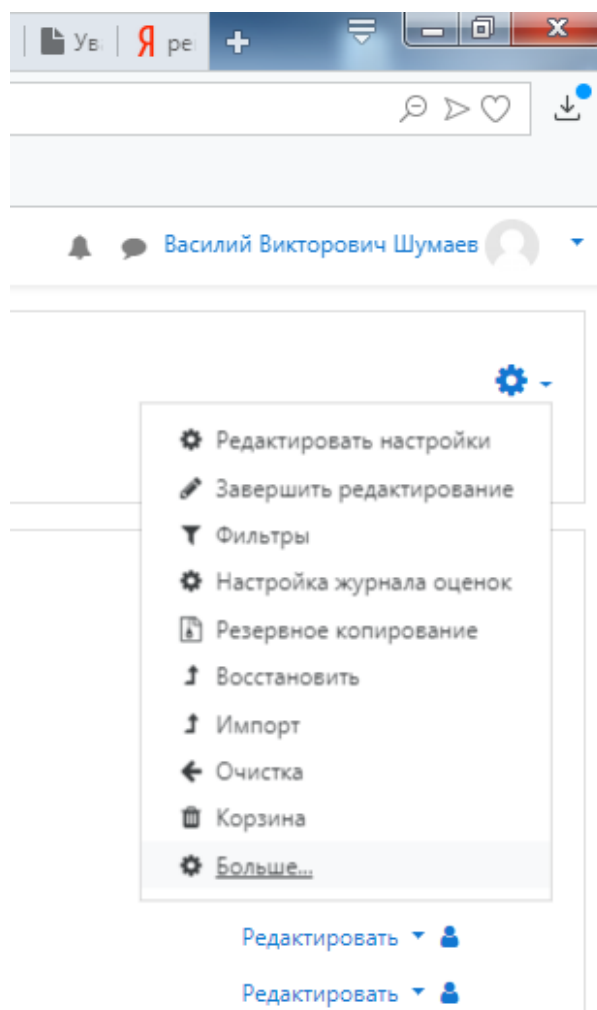 Ув Я ре
Василий Викторович Шумаев
Редактировать настройки
Завершить редактирование
Фильтры
Настройка журнала оценок
Резервное копирование
Восстановить
Импорт
Очистка
Корзина
Больше...
Редактировать
Редактировать